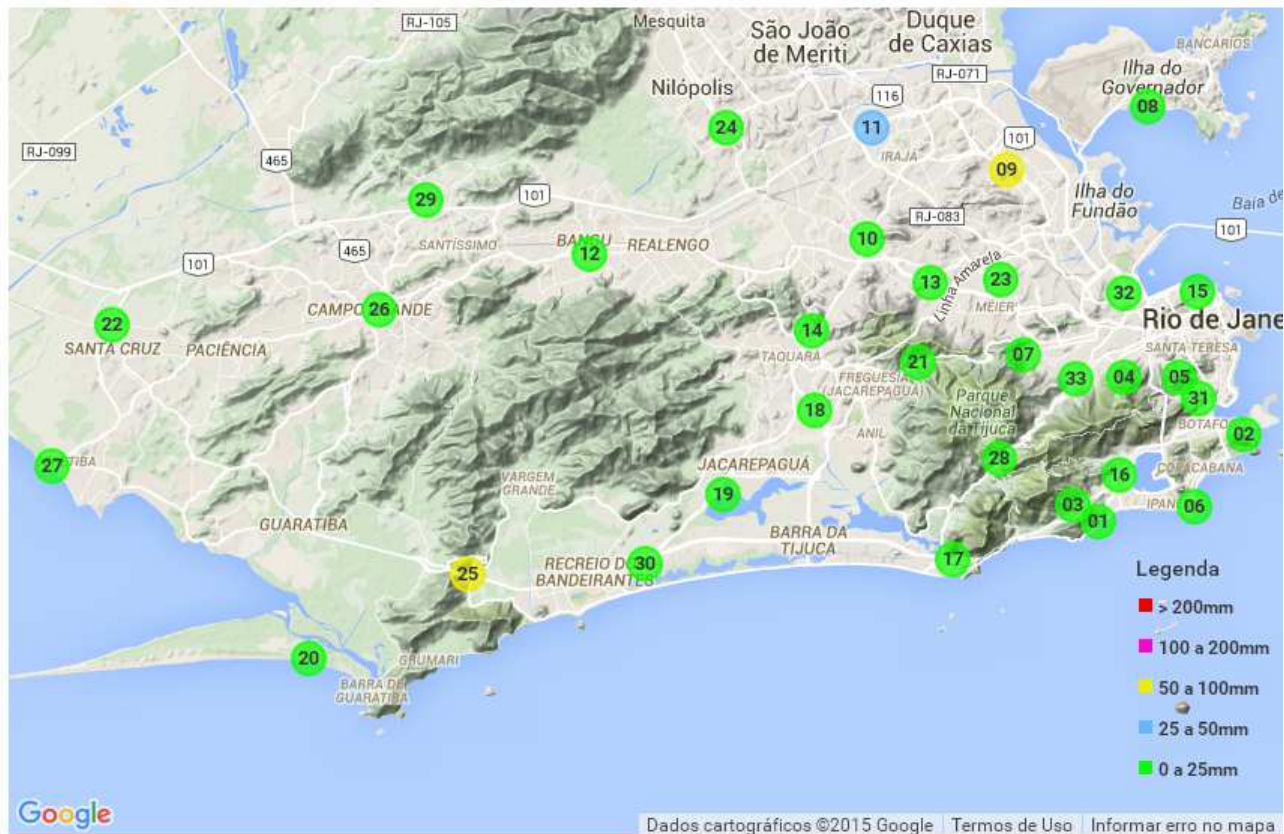 RJ-105
Mesquita
São João
de Meriti
Duque
de Caxias
BANCÁRIOS
Ilha do
Governador
RJ-071
116
Nilópolis
08
24
11
IRAJÁ
101
RJ-099
465
09
Ilha do
Fundão
Baía de
29
101
RJ-083
101
SANTÍSSIMO
BANGU
REALENGO
10
12
465
101
Linha Amarela
13
23
MÉIER
32
15
26
CAMPO GRANDE
22
SANTA CRUZ
PACIÊNCIA
14
TAQUARA
Rio de Jane
SANTA TERESA
21
07
FREGUESIA
(JACAREPAGUÁ)
33
04
05
31
Parque
Nacional
da Tijuca
18
BOTAFO
02
ANIL
28
COPACABANA
27
TIBA
JACAREPAGUÁ
VARGEM
GRANDE
16
19
03
IPAN
06
01
GUARATIBA
BARRA DA
TIJUCA
17
25
RECREIO DOS
BANDEIRANTES
30
20
GRUMARI
BARRA DE
GUARATIBA
Legenda
> 200mm
100 a 200mm
50 a 100mm
25 a 50mm
0 a 25mm
Google
Dados cartográficos ©2015 Google
Termos de Uso
Informar erro no mapa